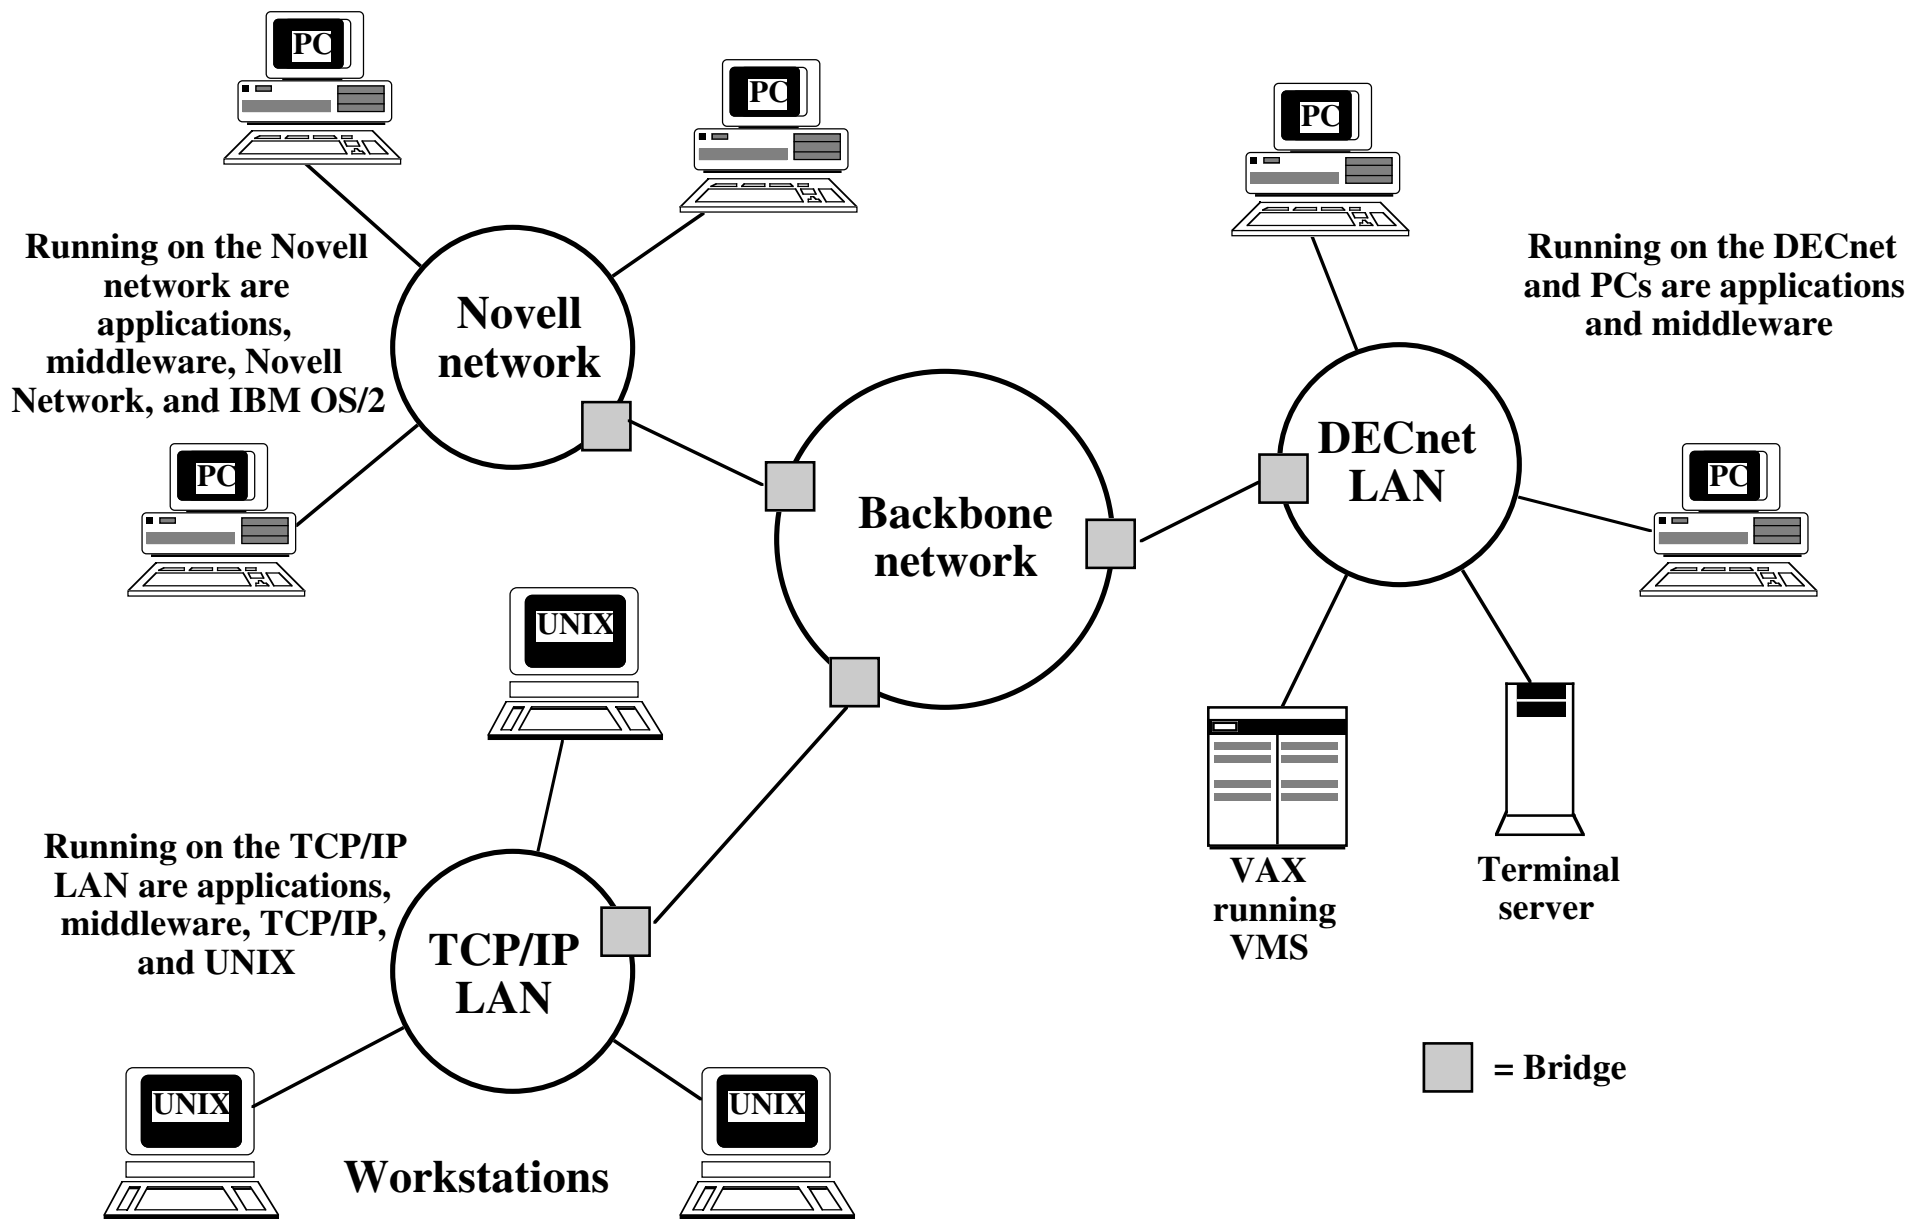 PC
PC
PC
Running on the Novell
network are
applications,
middleware, Novell
Network, and IBM OS/2
Running on the DECnet
and PCs are applications
and middleware
Novell
network
DECnet
LAN
PC
PC
Backbone
network
UNIX
Running on the TCP/IP
LAN are applications,
middleware, TCP/IP,
and UNIX
VAX
running
VMS
Terminal
server
TCP/IP
LAN
= Bridge
UNIX
UNIX
Workstations